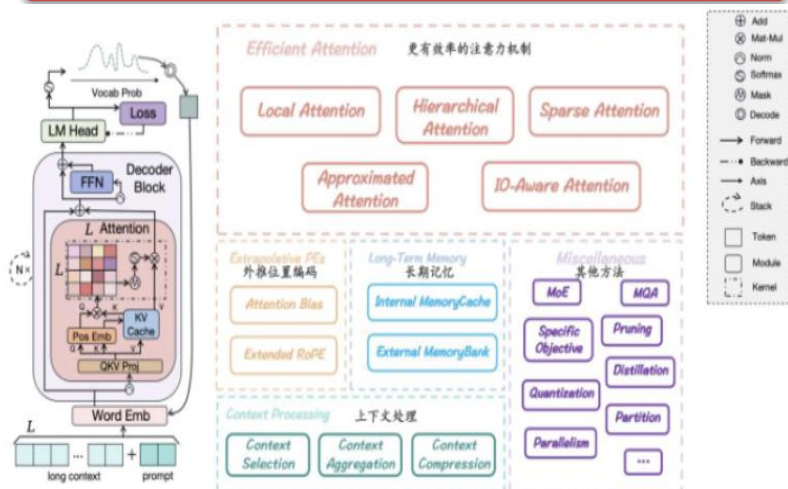 Vocab Prob
Loss
LM Head
Decoder
Block
FFN
L Attention
L
N×
Q K V
Pos Emb
KV
Cache
Q K V
QKV Proj
Word Emb
L
... +
long context prompt
Efficient Attention 更有效率的注意力机制
Local Attention
Hierarchical
Attention
Sparse Attention
Approximated
Attention
IO-Aware Attention
Extrapolative PEs
外推位置编码
Attention Bias
Extended RoPE
Long-Term Memory
长期记忆
Internal MemoryCache
External MemoryBank
Miscellaneous
其他方法
MoE
MQA
Specific
Objective
Pruning
Distillation
Quantization
Partition
Parallelism
...
Context Processing 上下文处理
Context
Selection
Context
Aggregation
Context
Compression
Add
Mat-Mul
Norm
Softmax
Mask
Decode
Forward
Backward
Axis
Stack
Token
Module
Kernel